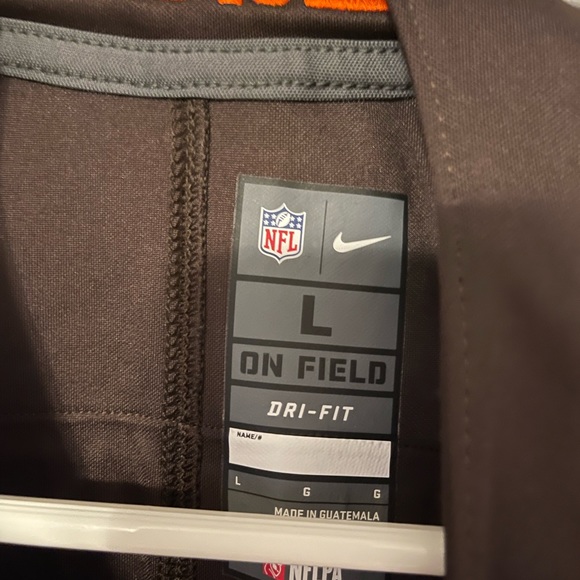 NFL
L
ON FIELD
DRI-FIT
NAME/#
L G G
MADE IN GUATEMALA
NFLPA